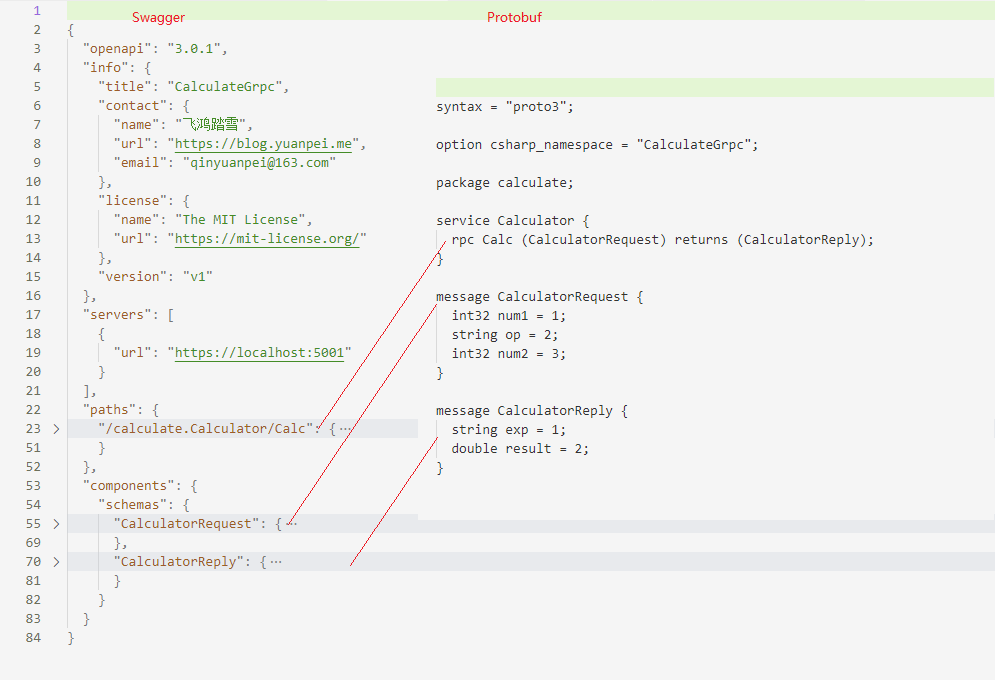 Swagger
Protobuf
1
2 {
3 "openapi": "3.0.1",
4 "info": {
5 "title": "CalculateGrpc",
6 "contact": {
7 "name": "飞鸿踏雪",
8 "url": "https://blog.yuanpei.me",
9 "email": "qinyuanpei@163.com"
10 },
11 "license": {
12 "name": "The MIT License",
13 "url": "https://mit-license.org/"
14 },
15 "version": "v1"
16 },
17 "servers": [
18 {
19 "url": "https://localhost:5001"
20 }
21 ],
22 "paths": {
23 "/calculate.Calculator/Calc": {…
51 }
52 },
53 "components": {
54 "schemas": {
55 "CalculatorRequest": {…
69 },
70 "CalculatorReply": {…
81 }
82 }
83 }
84 }
syntax = "proto3";
option csharp_namespace = "CalculateGrpc";
package calculate;
service Calculator {
rpc Calc (CalculatorRequest) returns (CalculatorReply);
}
message CalculatorRequest {
int32 num1 = 1;
string op = 2;
int32 num2 = 3;
}
message CalculatorReply {
string exp = 1;
double result = 2;
}